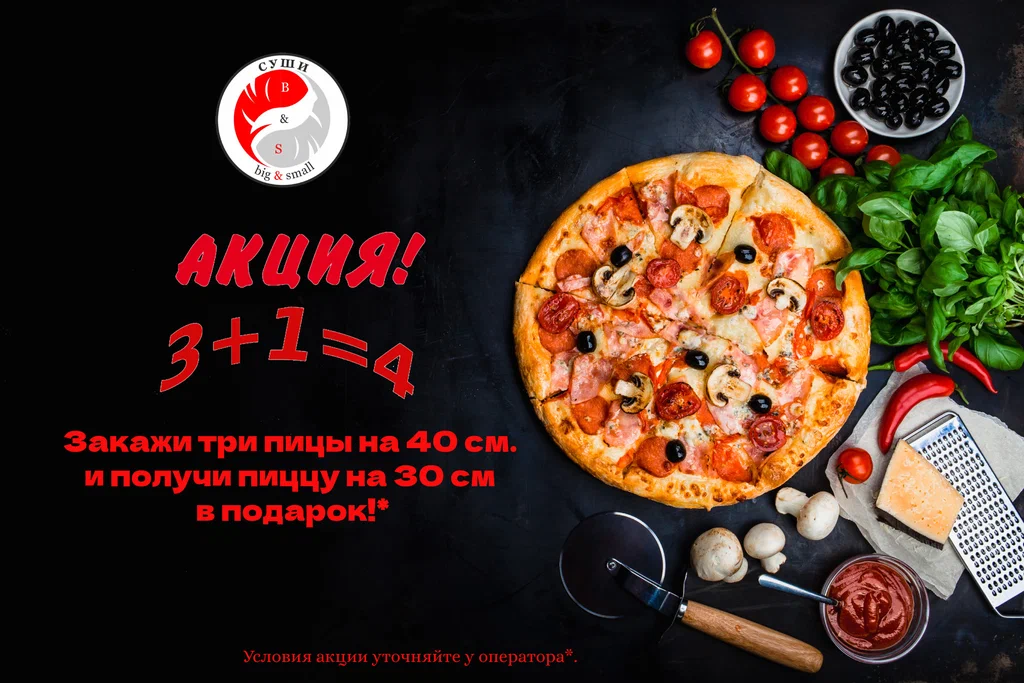 СУШИ
B
&
S
big & small
АКЦИЯ!
3+1=4
Закажи три пицы на 40 см.
и получи пиццу на 30 см
в подарок!*
Условия акции уточняйте у оператора*.